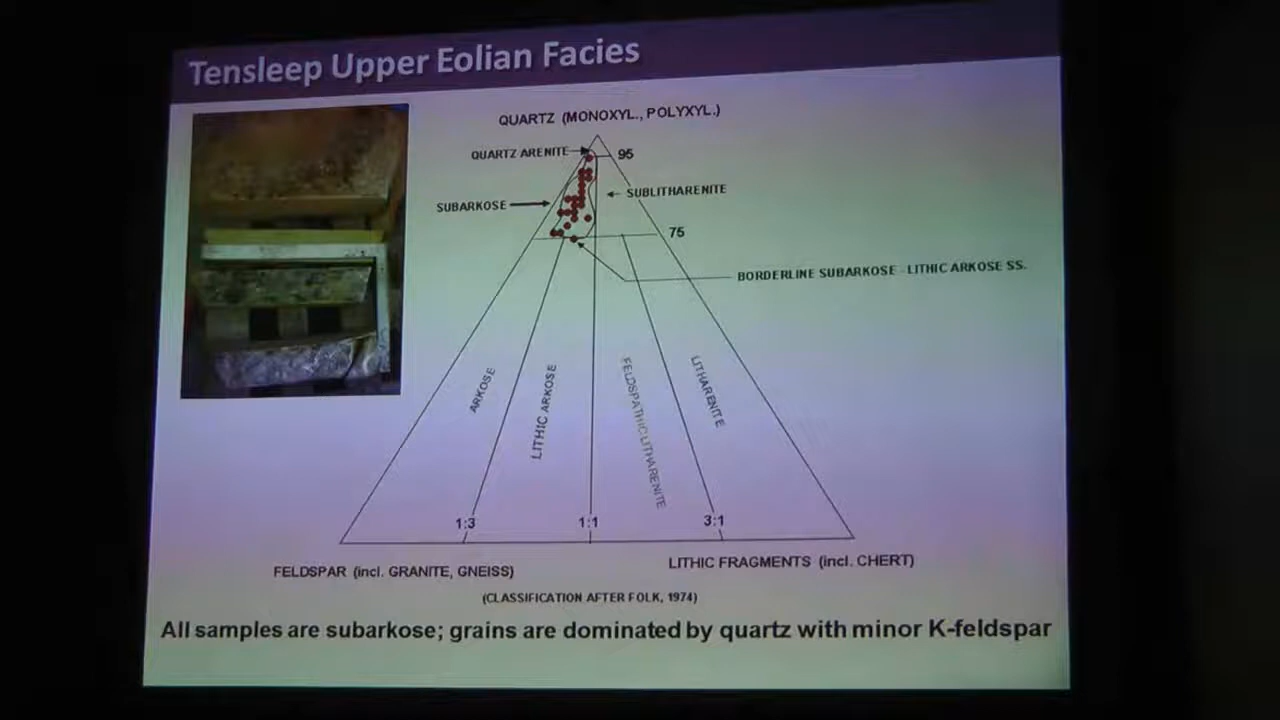 Tensleep Upper Eolian Facies
QUARTZ (MONOXYL., POLYXYL.)
QUARTZ ARENITE
95
SUBLITHARENITE
SUBARKOSE
75
BORDERLINE SUBARKOSE - LITHIC ARKOSE SS.
ARKOSE
LITHIC ARKOSE
FELDSPATHIC LITHARENITE
LITHARENITE
1:3
1:1
3:1
FELDSPAR (incl. GRANITE, GNEISS)
LITHIC FRAGMENTS (incl. CHERT)
(CLASSIFICATION AFTER FOLK, 1974)
All samples are subarkose; grains are dominated by quartz with minor K-feldspar